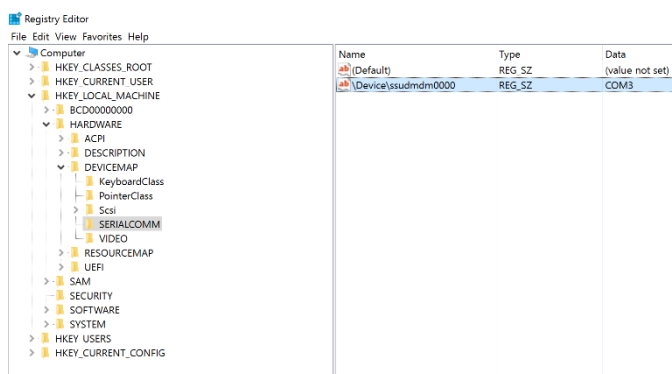 Registry Editor
File Edit View Favorites Help
Computer
HKEY_CLASSES_ROOT
HKEY_CURRENT_USER
HKEY_LOCAL_MACHINE
BCD00000000
HARDWARE
ACPI
DESCRIPTION
DEVICEMAP
KeyboardClass
PointerClass
Scsi
SERIALCOMM
VIDEO
RESOURCEMAP
UEFI
SAM
SECURITY
SOFTWARE
SYSTEM
HKEY_USERS
HKEY_CURRENT_CONFIG
Name Type Data
ab (Default) REG_SZ (value not set)
ab \Device\ssudmdm0000 REG_SZ COM3